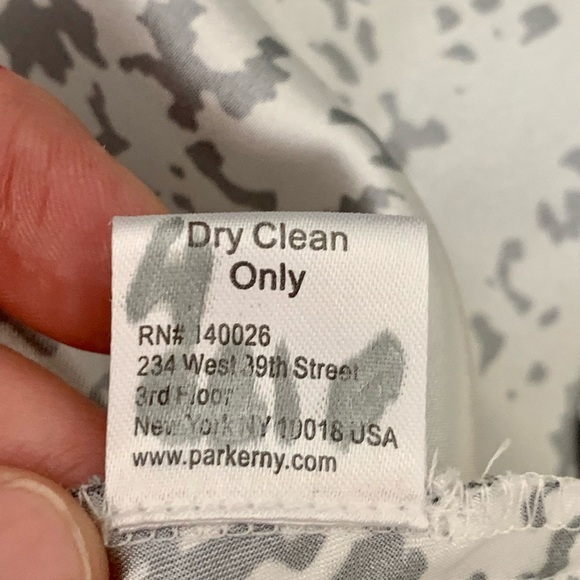 Dry Clean
Only
RN# 140026
234 West 39th Street
3rd Floor
New York NY 10018 USA
www.parkerny.com